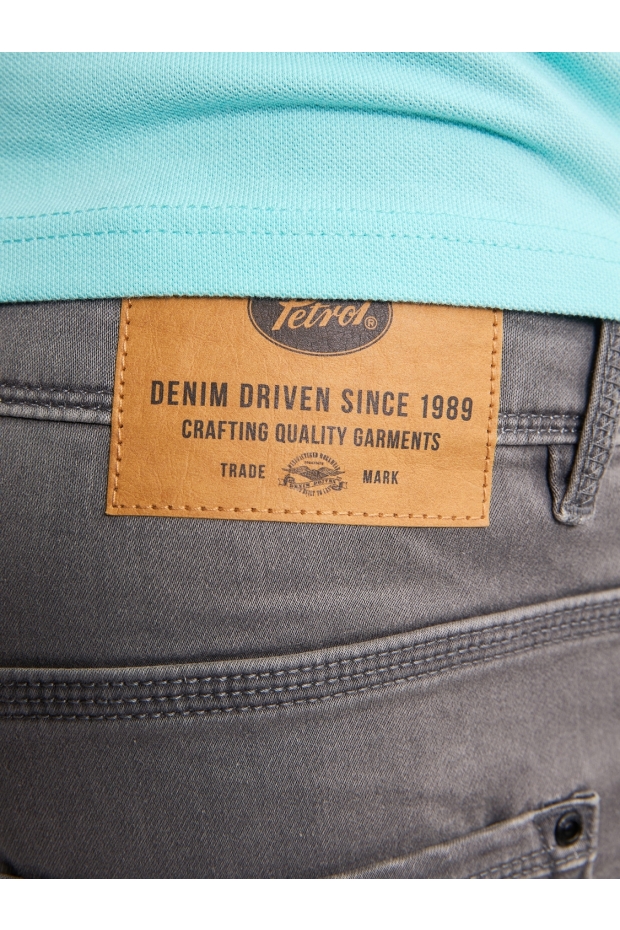 Petrol®
DENIM DRIVEN SINCE 1989
CRAFTING QUALITY GARMENTS
TRADE MARK